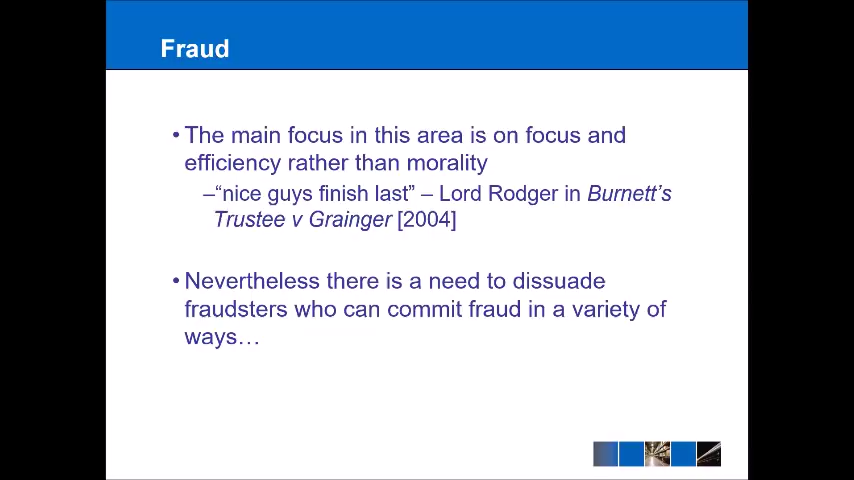 Fraud
• The main focus in this area is on focus and
efficiency rather than morality
–“nice guys finish last” – Lord Rodger in Burnett’s
Trustee v Grainger [2004]
• Nevertheless there is a need to dissuade
fraudsters who can commit fraud in a variety of
ways…